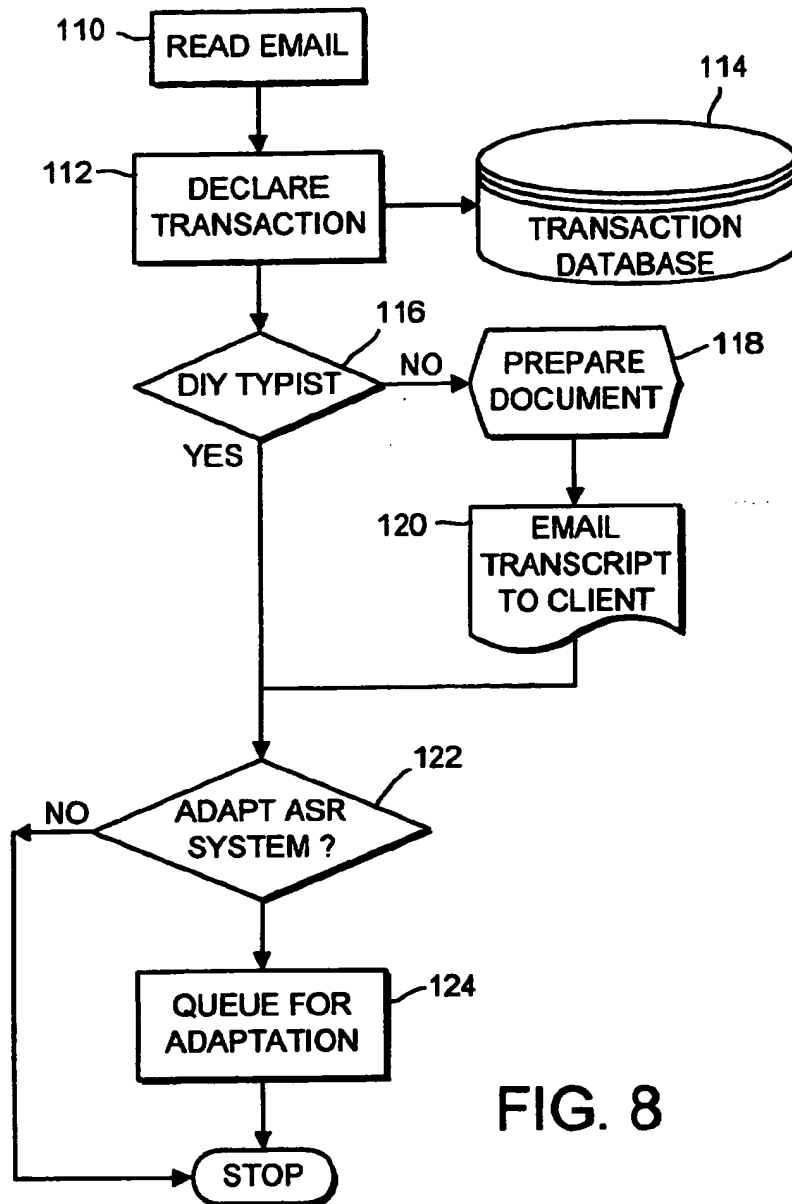 110
READ EMAIL
114
112
DECLARE
TRANSACTION
TRANSACTION
DATABASE
116
118
DIY TYPIST
NO
PREPARE
DOCUMENT
YES
120
EMAIL
TRANSCRIPT
TO CLIENT
122
NO
ADAPT ASR
SYSTEM ?
QUEUE FOR
ADAPTATION
124
FIG. 8
STOP